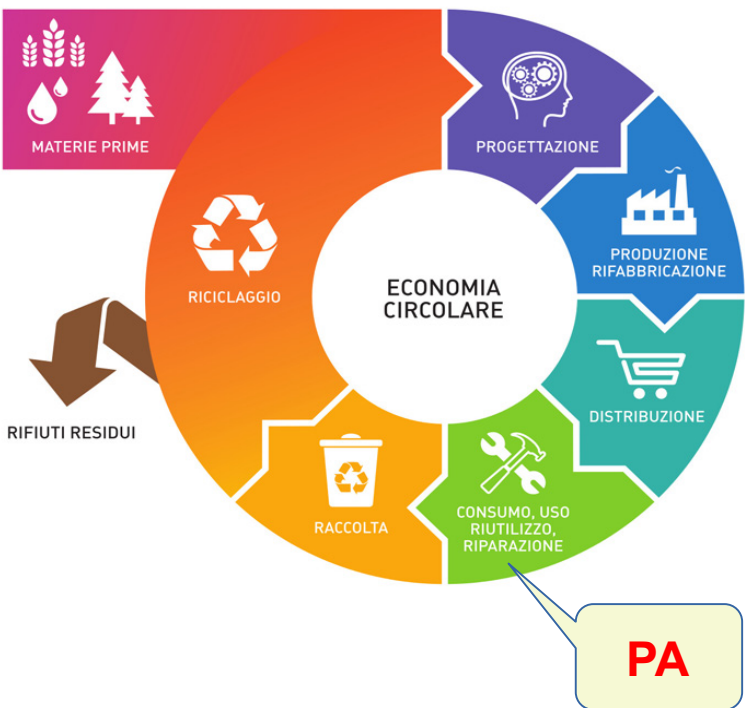 MATERIE PRIME
PROGETTAZIONE
PRODUZIONE
RIFABBRICAZIONE
RICICLAGGIO
ECONOMIA
CIRCOLARE
DISTRIBUZIONE
RIFIUTI RESIDUI
RACCOLTA
CONSUMO, USO
RIUTILIZZO,
RIPARAZIONE
PA